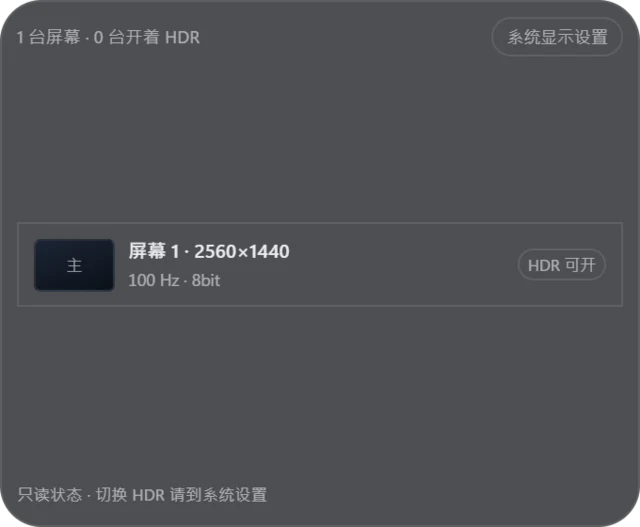 1 台屏幕 · 0 台开着 HDR
系统显示设置
主
屏幕 1 · 2560×1440
100 Hz · 8bit
HDR 可开
只读状态 · 切换 HDR 请到系统设置